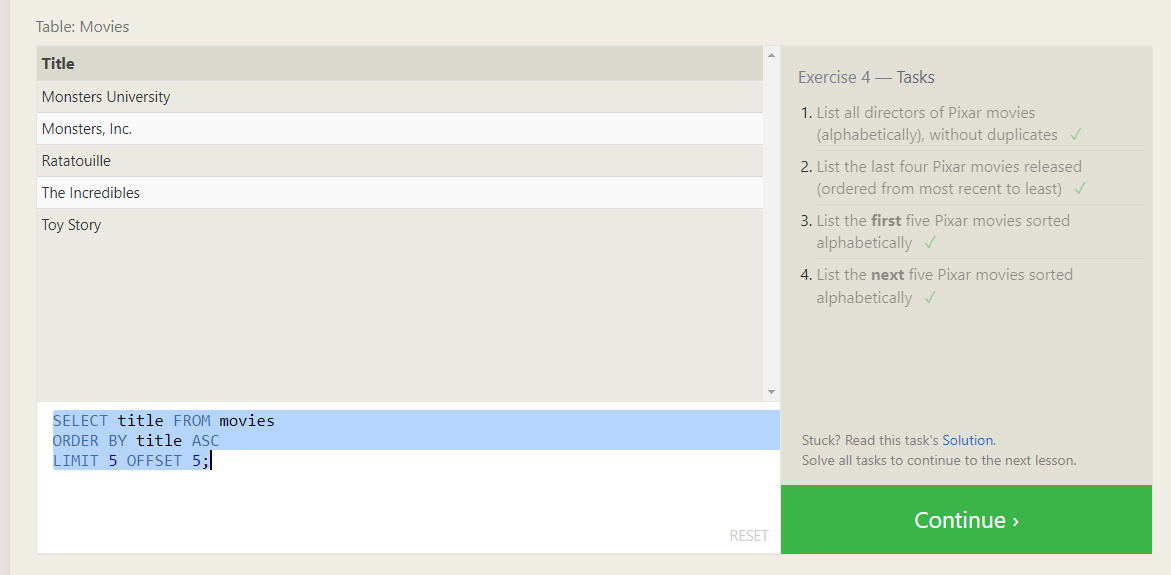 Table: Movies
Title
Monsters University
Monsters, Inc.
Ratatouille
The Incredibles
Toy Story
SELECT title FROM movies
ORDER BY title ASC
LIMIT 5 OFFSET 5;
RESET
Exercise 4 — Tasks
1. List all directors of Pixar movies
(alphabetically), without duplicates ✓
2. List the last four Pixar movies released
(ordered from most recent to least) ✓
3. List the first five Pixar movies sorted
alphabetically ✓
4. List the next five Pixar movies sorted
alphabetically ✓
Stuck? Read this task's Solution.
Solve all tasks to continue to the next lesson.
Continue ›